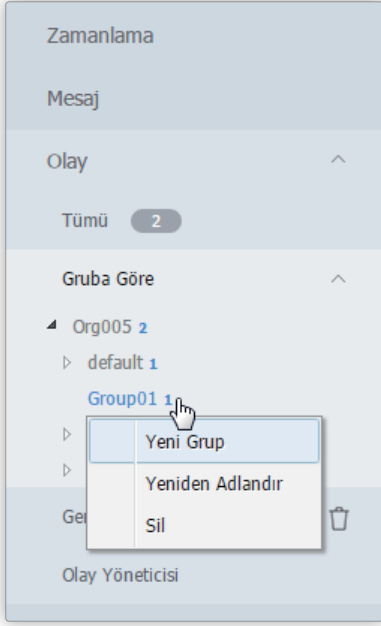 Zamanlama
Mesaj
Olay
Tümü 2
Gruba Göre
Org005 2
default 1
Group01 1
Yeni Grup
Yeniden Adlandır
Sil
Olay Yöneticisi